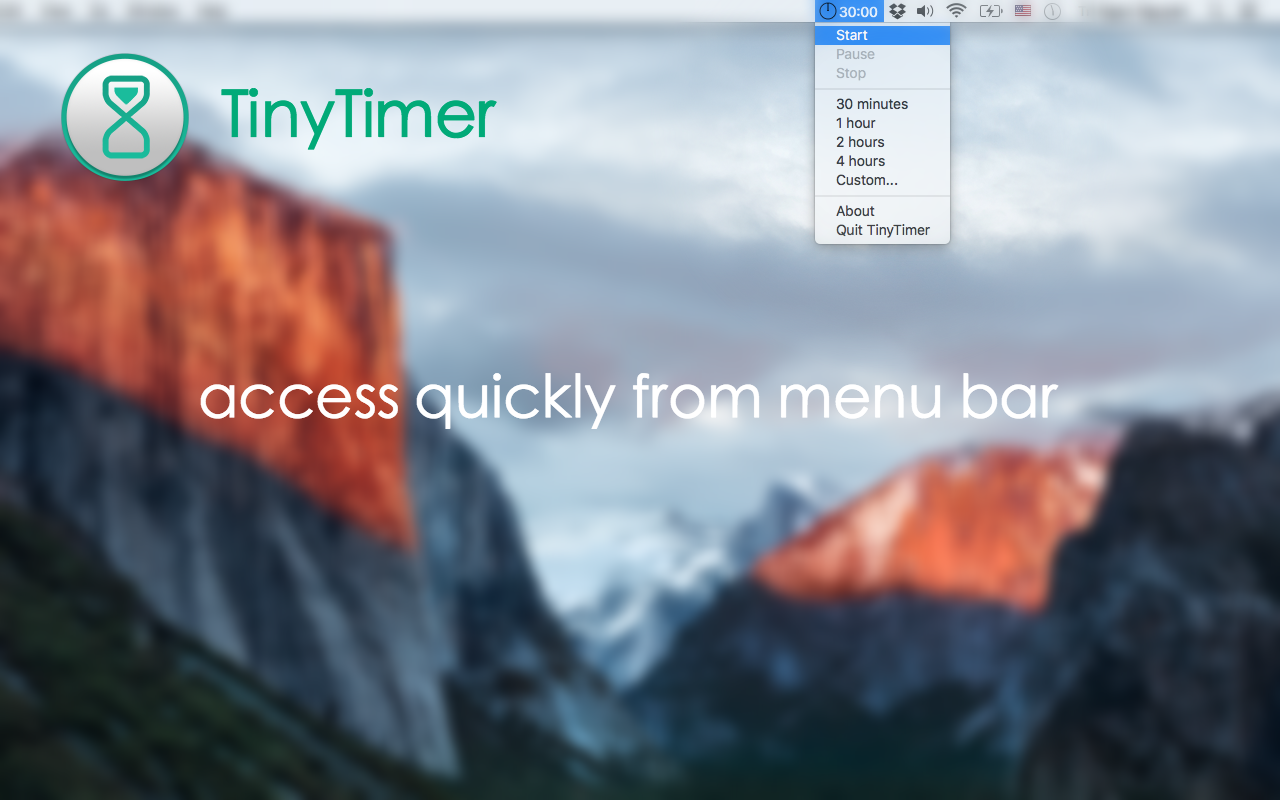 30:00
TinyTimer
Start
Pause
Stop
30 minutes
1 hour
2 hours
4 hours
Custom...
About
Quit TinyTimer
access quickly from menu bar